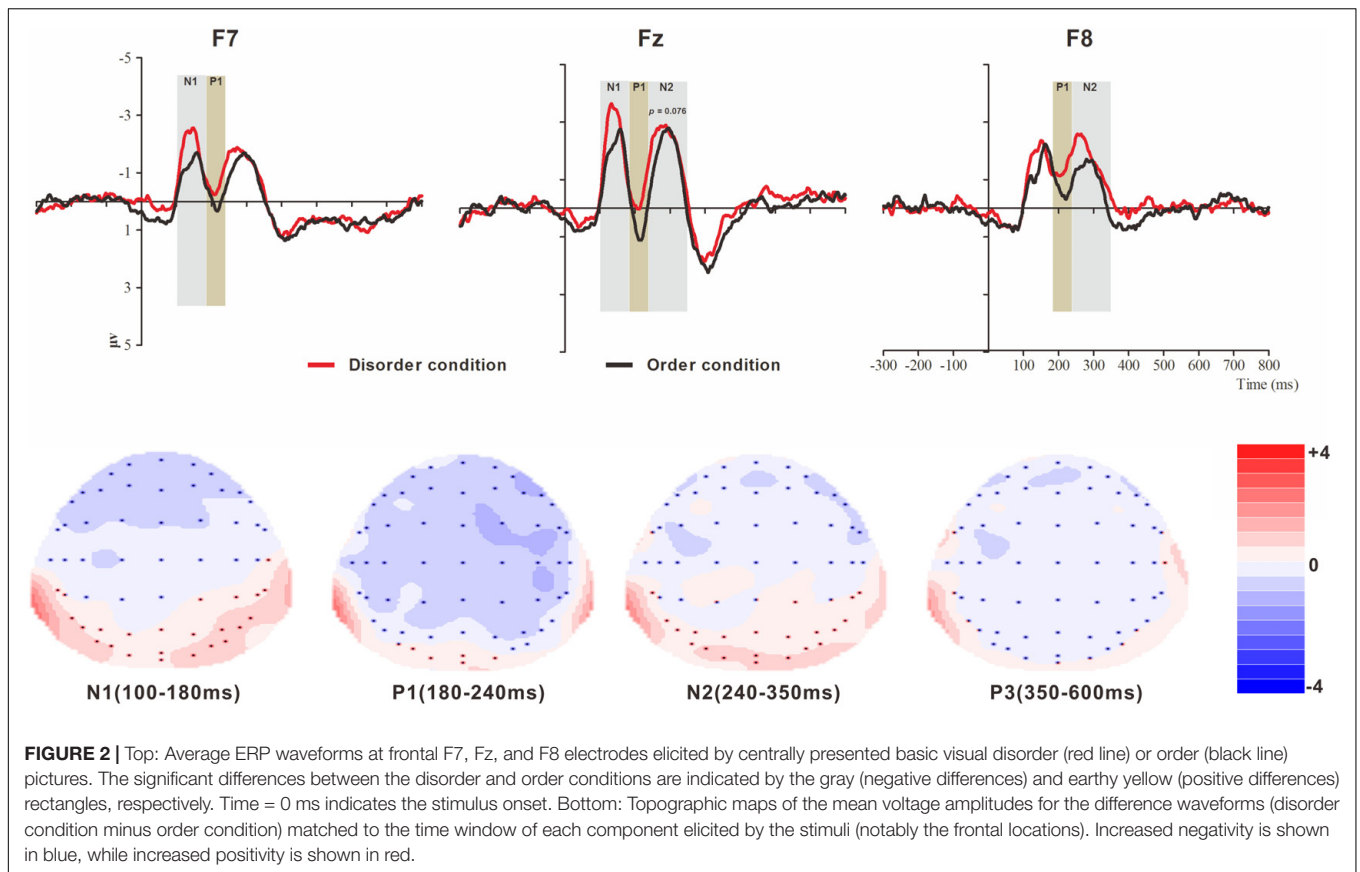 F7
Fz
F8
-5
-3
-1
1
3
5
µv
N1 P1
N1 P1 N2
p = 0.076
P1 N2
Disorder condition
Order condition
-300 -200 -100 100 200 300 400 500 600 700 800
Time (ms)
+4
0
-4
N1(100-180ms)
P1(180-240ms)
N2(240-350ms)
P3(350-600ms)
FIGURE 2 | Top: Average ERP waveforms at frontal F7, Fz, and F8 electrodes elicited by centrally presented basic visual disorder (red line) or order (black line)
pictures. The significant differences between the disorder and order conditions are indicated by the gray (negative differences) and earthy yellow (positive differences)
rectangles, respectively. Time = 0 ms indicates the stimulus onset. Bottom: Topographic maps of the mean voltage amplitudes for the difference waveforms (disorder
condition minus order condition) matched to the time window of each component elicited by the stimuli (notably the frontal locations). Increased negativity is shown
in blue, while increased positivity is shown in red.